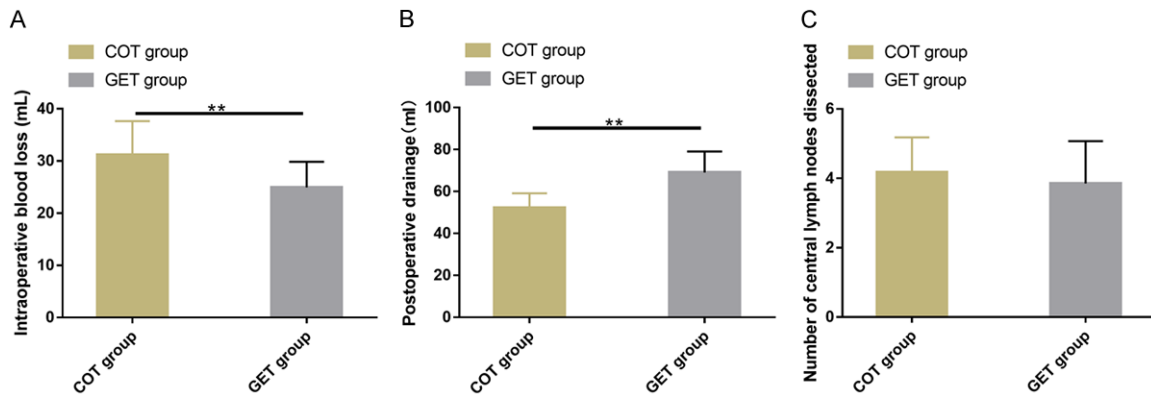 A
COT group
GET group
Intraoperative blood loss (mL)
40
30
20
10
0
**
COT group
GET group
B
COT group
GET group
Postoperative drainage（ml）
100
80
60
40
20
0
**
COT group
GET group
C
COT group
GET group
Number of central lymph nodes dissected
6
4
2
0
COT group
GET group